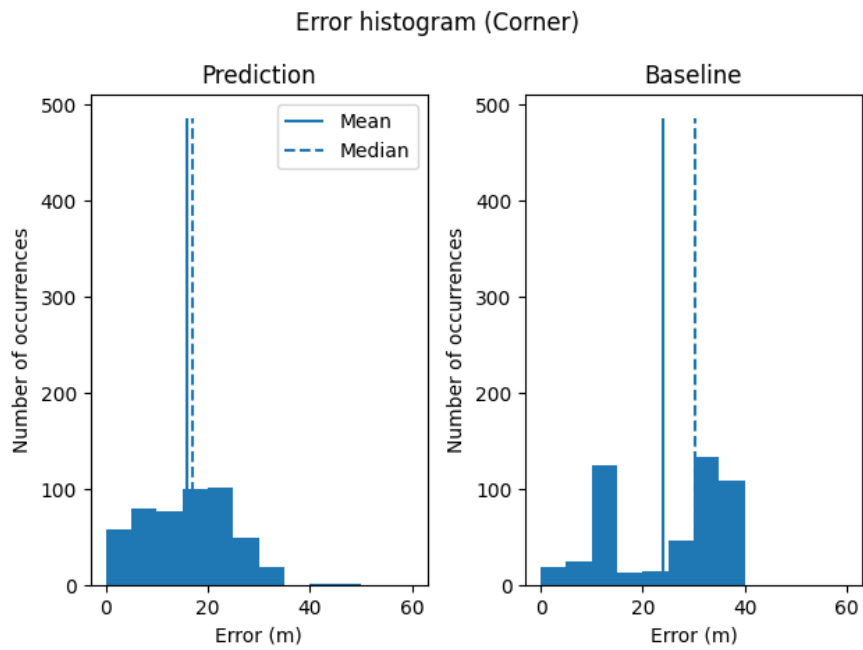 Error histogram (Corner)
Prediction
Number of occurrences
500
400
300
200
100
0
Mean
Median
0 20 40 60
Error (m)
Baseline
Number of occurrences
500
400
300
200
100
0
0 20 40 60
Error (m)